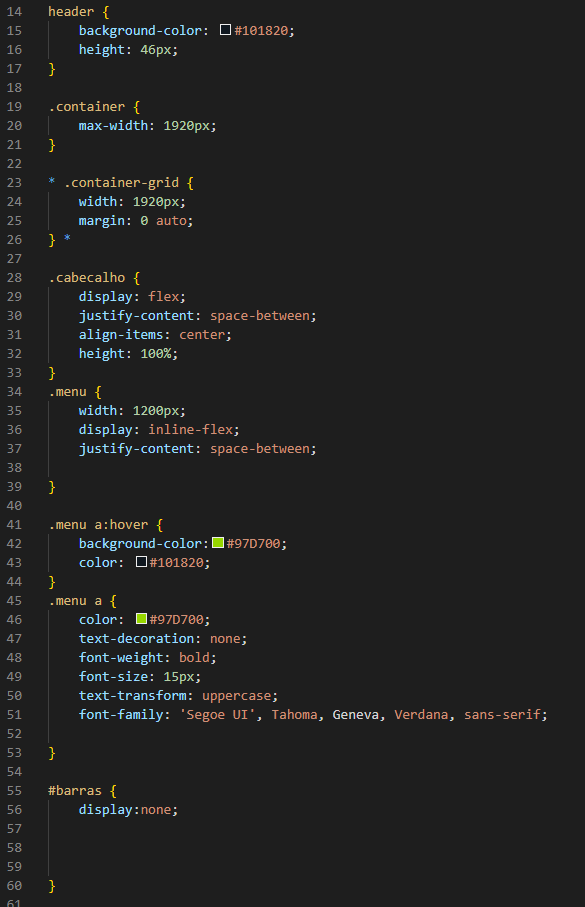 14 header {
15     background-color: #101820;
16     height: 46px;
17 }
18
19 .container {
20     max-width: 1920px;
21 }
22
23 * .container-grid {
24     width: 1920px;
25     margin: 0 auto;
26 } *
27
28 .cabecalho {
29     display: flex;
30     justify-content: space-between;
31     align-items: center;
32     height: 100%;
33 }
34 .menu {
35     width: 1200px;
36     display: inline-flex;
37     justify-content: space-between;
38
39 }
40
41 .menu a:hover {
42     background-color:#97D700;
43     color: #101820;
44 }
45 .menu a {
46     color: #97D700;
47     text-decoration: none;
48     font-weight: bold;
49     font-size: 15px;
50     text-transform: uppercase;
51     font-family: 'Segoe UI', Tahoma, Geneva, Verdana, sans-serif;
52
53 }
54
55 #barras {
56     display:none;
57
58
59
60 }
61